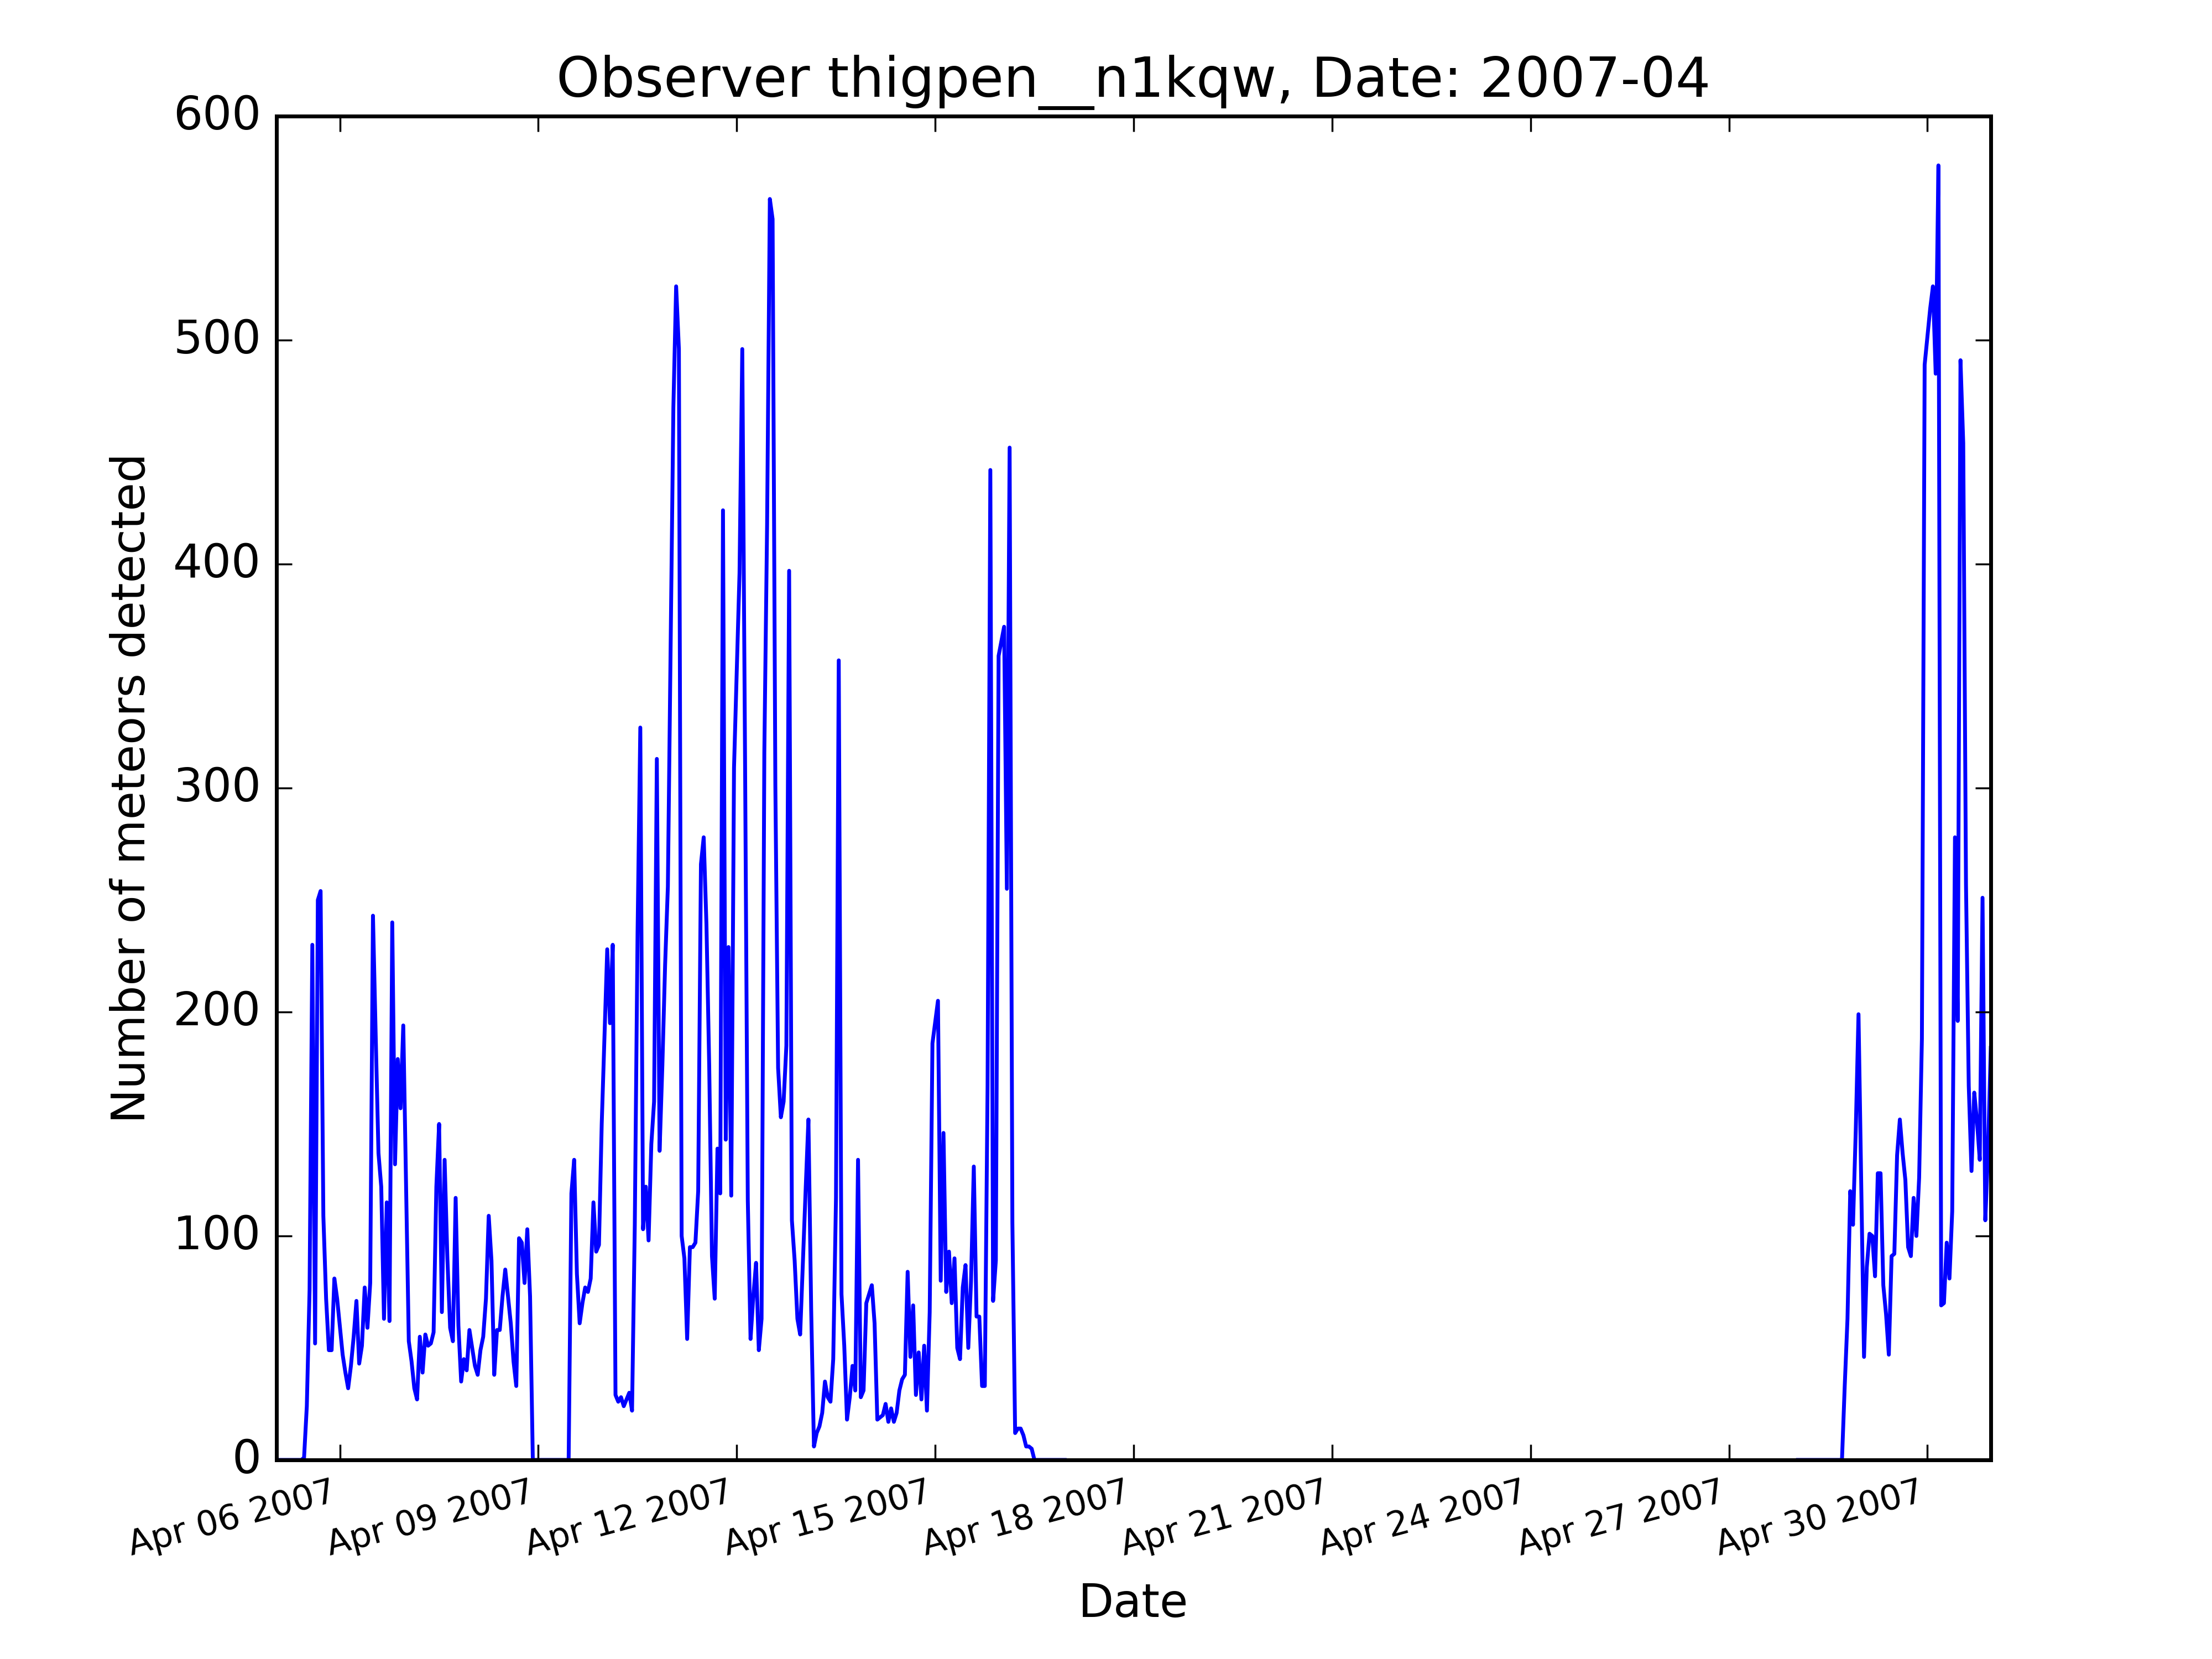 Observer thigpen__n1kqw, Date: 2007-04
600
500
400
300
200
100
0
Number of meteors detected
Apr 06 2007
Apr 09 2007
Apr 12 2007
Apr 15 2007
Apr 18 2007
Apr 21 2007
Apr 24 2007
Apr 27 2007
Apr 30 2007
Date